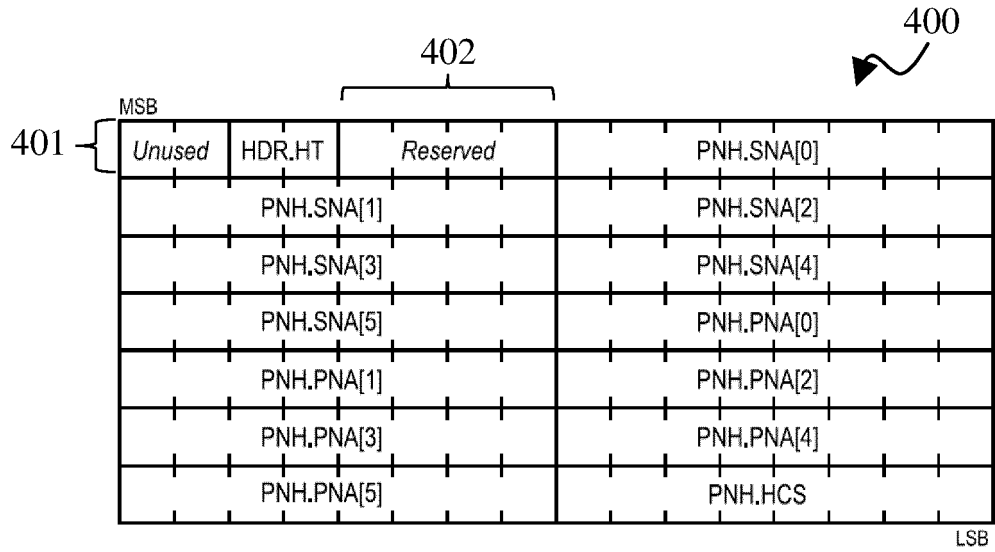 400
402
MSB
401
Unused HDR.HT Reserved PNH.SNA[0]
PNH.SNA[1] PNH.SNA[2]
PNH.SNA[3] PNH.SNA[4]
PNH.SNA[5] PNH.PNA[0]
PNH.PNA[1] PNH.PNA[2]
PNH.PNA[3] PNH.PNA[4]
PNH.PNA[5] PNH.HCS
LSB